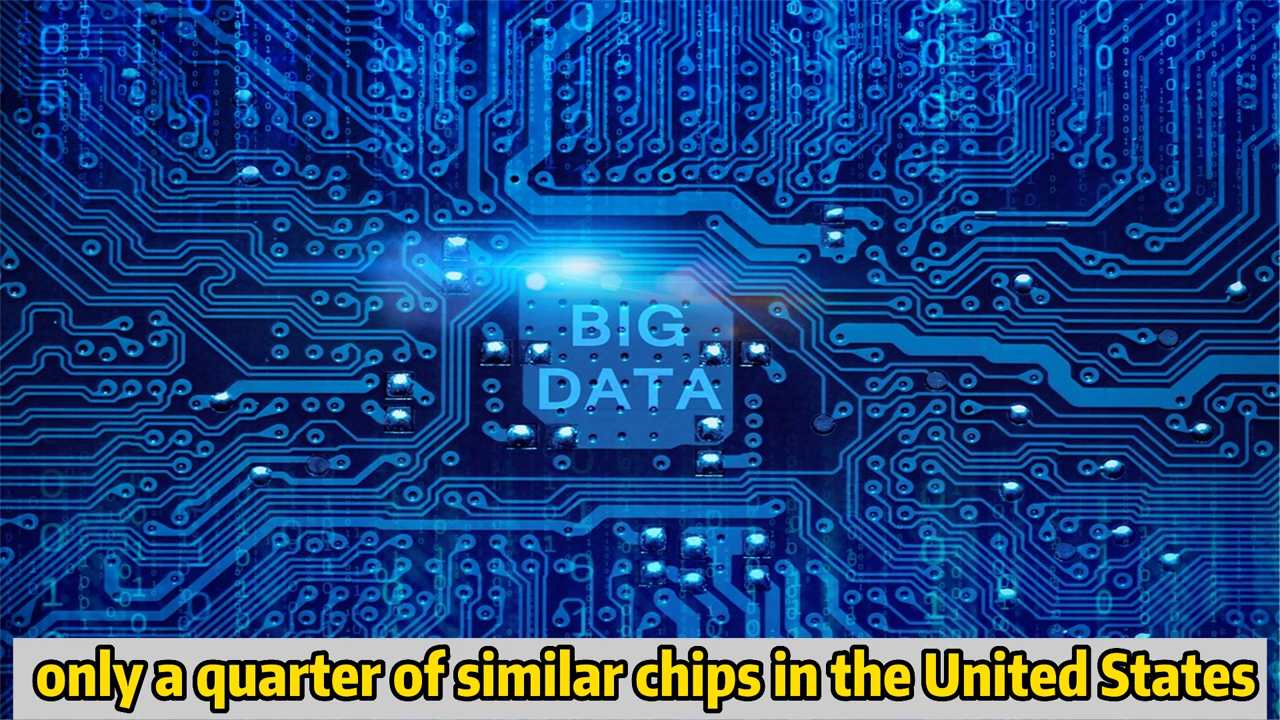 BIG
DATA
only a quarter of similar chips in the United States